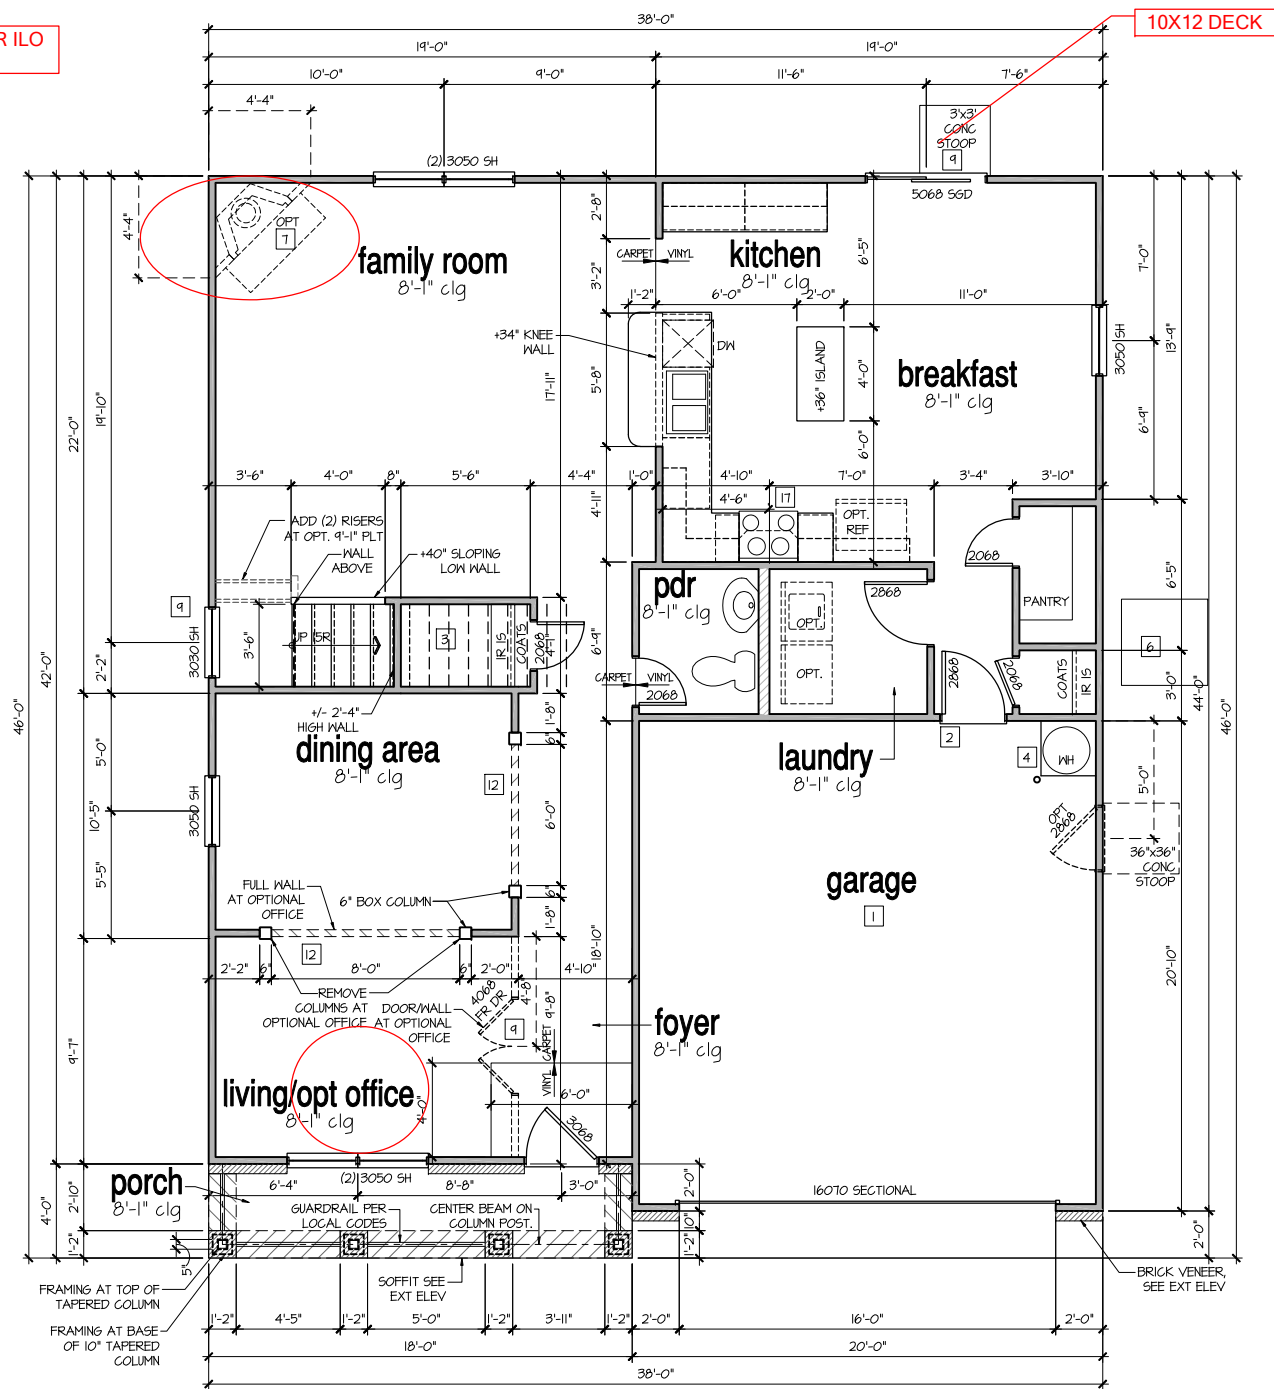 R ILO
10X12 DECK
38'-0"
19'-0"
19'-0"
10'-0"
9'-0"
11'-6"
7'-6"
4'-4"
3'x3'
CONC
STOOP
9
(2) 3050 SH
5068 SGD
4'-4"
OPT
7
family room
8'-1" clg
2'-8"
CARPET
VINYL
kitchen
8'-1" clg
6'-5"
7'-0"
3'-2"
1'-2"
6'-0"
2'-0"
11'-0"
+34" KNEE
WALL
DW
+36" ISLAND
4'-0"
breakfast
8'-1" clg
3050 SH
13'-9"
5'-8"
17'-11"
19'-10"
22'-0"
6'-9"
6'-0"
3'-6"
4'-0"
8"
5'-6"
4'-4"
1'-0"
4'-10"
7'-0"
3'-4"
3'-10"
4'-6"
17
4'-11"
OPT.
REF
ADD (2) RISERS
AT OPT. 9'-1" PLT
WALL
ABOVE
+40" SLOPING
LOW WALL
2068
6'-5"
pdr
8'-1" clg
2868
PANTRY
9
3030 SH
3'-6"
UP 15R
3
1R 1S
COATS
2068
4'-1"
6'-9"
OPT.
OPT.
6
42'-0"
46'-0"
2'-2"
CARPET
VINYL
2068
2868
2068
COATS
1R 1S
3'-0"
44'-0"
46'-0"
+/- 2'-4"
HIGH WALL
1'-8"
6"
dining area
8'-1" clg
5'-0"
12
laundry
8'-1" clg
2
4
WH
5'-0"
3050 SH
10'-5"
6'-0"
OPT
2868
36"x36"
CONC
STOOP
5'-5"
FULL WALL
AT OPTIONAL
OFFICE
6" BOX COLUMN
6"
1'-8"
garage
1
12
18'-10"
2'-2"
6"
8'-0"
6"
2'-0"
4'-10"
4'-8"
20'-10"
REMOVE
COLUMNS AT
OPTIONAL OFFICE
DOOR/WALL
AT OPTIONAL
OFFICE
4068
FR DR
9
9'-8"
CARPET
VINYL
foyer
8'-1" clg
9'-7"
living/opt office
8'-1" clg
4'-0"
6'-0"
3068
(2) 3050 SH
porch
8'-1" clg
6'-4"
8'-8"
3'-0"
2'-0"
16070 SECTIONAL
4'-0"
2'-10"
GUARDRAIL PER
LOCAL CODES
CENTER BEAM ON
COLUMN POST.
10"
1'-2"
1'-2"
2'-0"
5"
SOFFIT SEE
EXT ELEV
BRICK VENEER,
SEE EXT ELEV
FRAMING AT TOP OF
TAPERED COLUMN
FRAMING AT BASE
OF 10" TAPERED
COLUMN
1'-2"
4'-5"
1'-2"
5'-0"
1'-2"
3'-11"
1'-2"
2'-0"
16'-0"
2'-0"
18'-0"
20'-0"
38'-0"